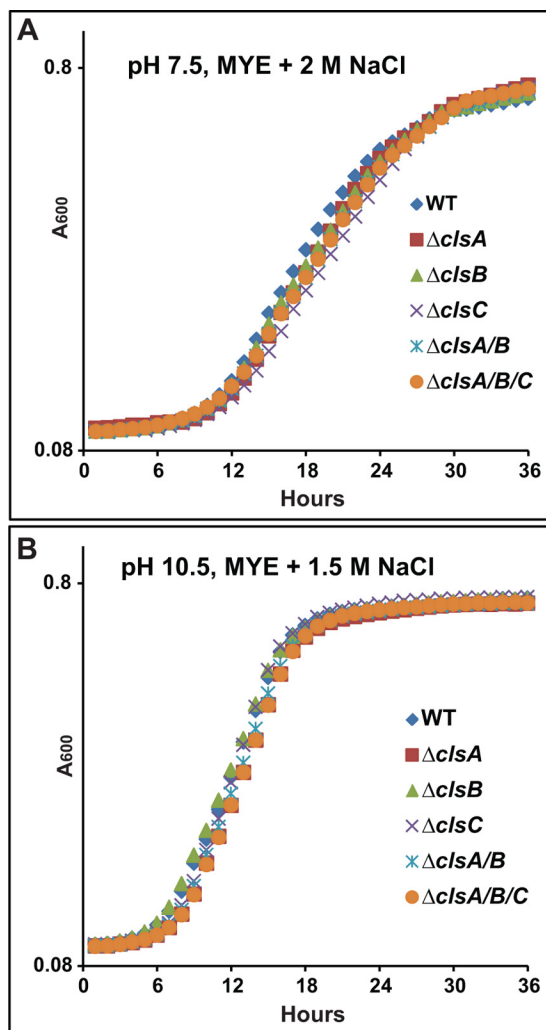 A
pH 7.5, MYE + 2 M NaCl
0.8
A600
0.08
WT
ΔclsA
ΔclsB
ΔclsC
ΔclsA/B
ΔclsA/B/C
0 6 12 18 24 30 36
Hours
B
pH 10.5, MYE + 1.5 M NaCl
0.8
A600
0.08
WT
ΔclsA
ΔclsB
ΔclsC
ΔclsA/B
ΔclsA/B/C
0 6 12 18 24 30 36
Hours